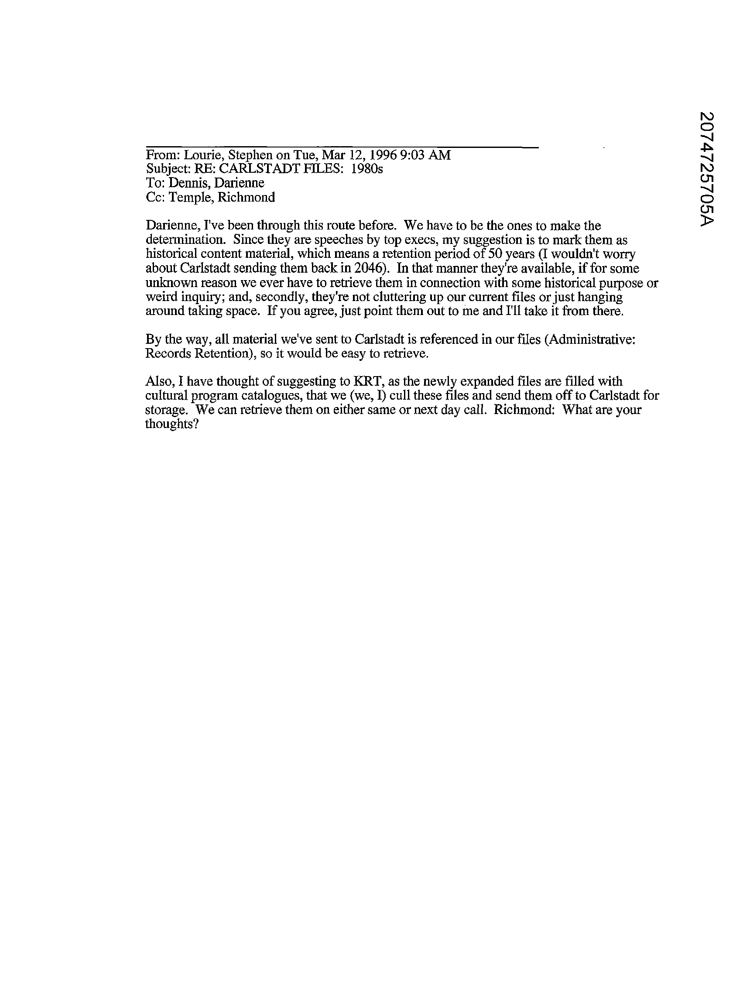 From: Lourie, Stephen on Tue, Mar 12, 1996 9:03 AM
Subject: RE: CARLSTADT FILES:  1980s
To: Dennis, Darienne
Cc: Temple, Richmond
Darienne, I've been through this route before.  We have to be the ones to make the
determination.  Since they are speeches by top execs, my suggestion is to mark them as
historical content material, which means a retention period of 50 years (I wouldn't worry
about Carlstadt sending them back in 2046).  In that manner they're available, if for some
unknown reason we ever have to retrieve them in connection with some historical purpose or
weird inquiry; and, secondly, they're not cluttering up our current files or just hanging
around taking space.  If you agree, just point them out to me and I'll take it from there.
By the way, all material we've sent to Carlstadt is referenced in our files (Administrative:
Records Retention), so it would be easy to retrieve.
Also, I have thought of suggesting to KRT, as the newly expanded files are filled with
cultural program catalogues, that we (we, I) cull these files and send them off to Carlstadt for
storage.  We can retrieve them on either same or next day call.  Richmond:  What are your
thoughts?
2074725705A